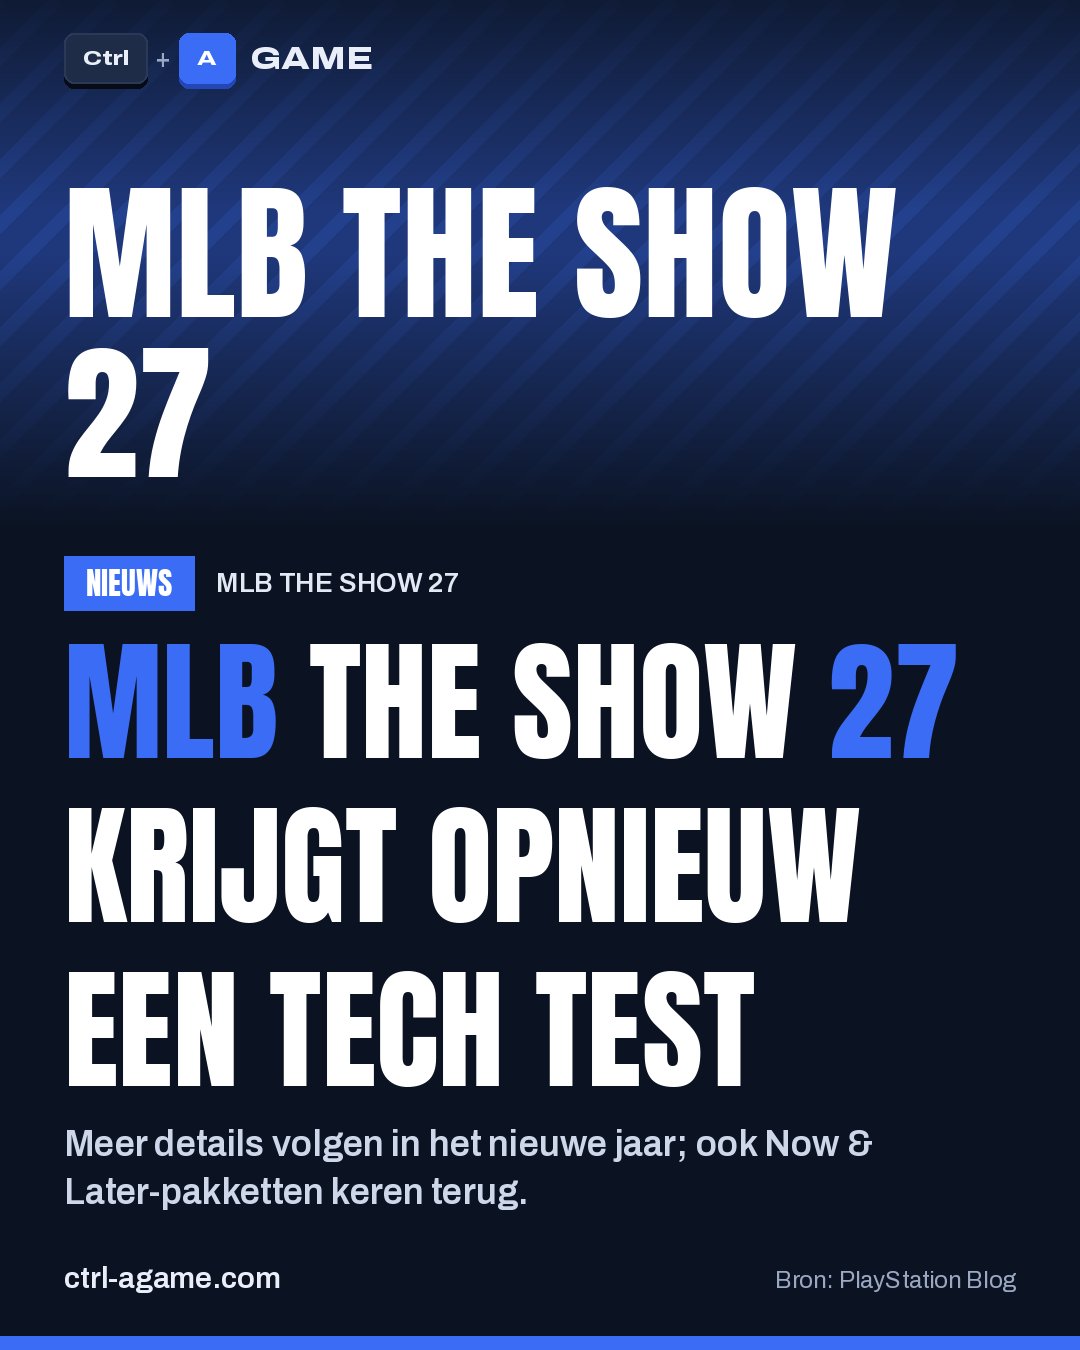 Ctrl + A GAME
MLB THE SHOW
27
NIEUWS MLB THE SHOW 27
MLB THE SHOW 27
KRIJGT OPNIEUW
EEN TECH TEST
Meer details volgen in het nieuwe jaar; ook Now &
Later-pakketten keren terug.
ctrl-agame.com Bron: PlayStation Blog